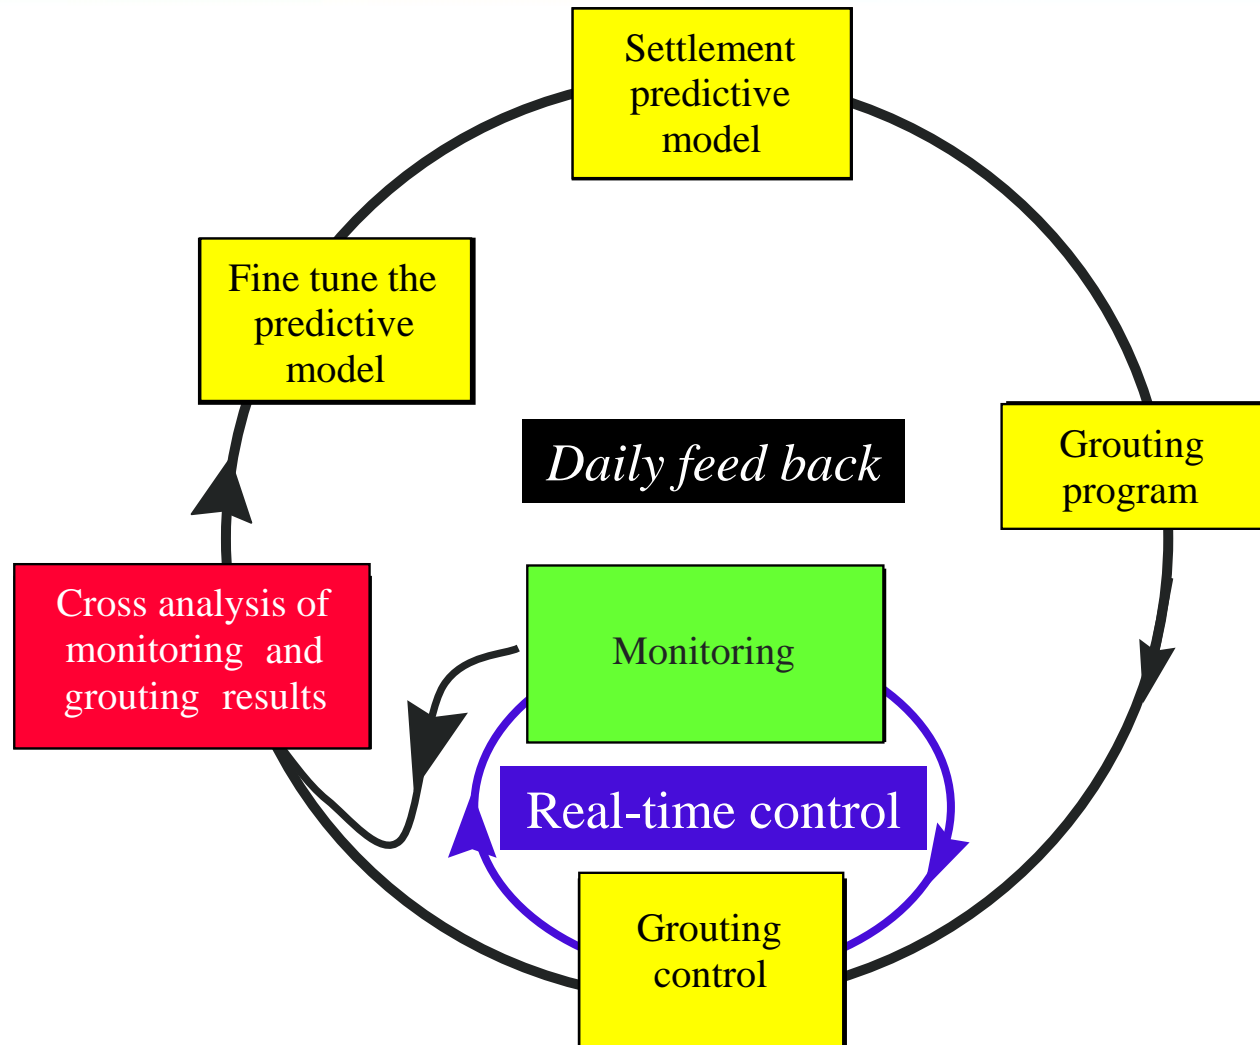 Settlement
predictive
model
Fine tune the
predictive
model
Daily feed back
Grouting
program
Cross analysis of
monitoring and
grouting results
Monitoring
Real-time control
Grouting
control